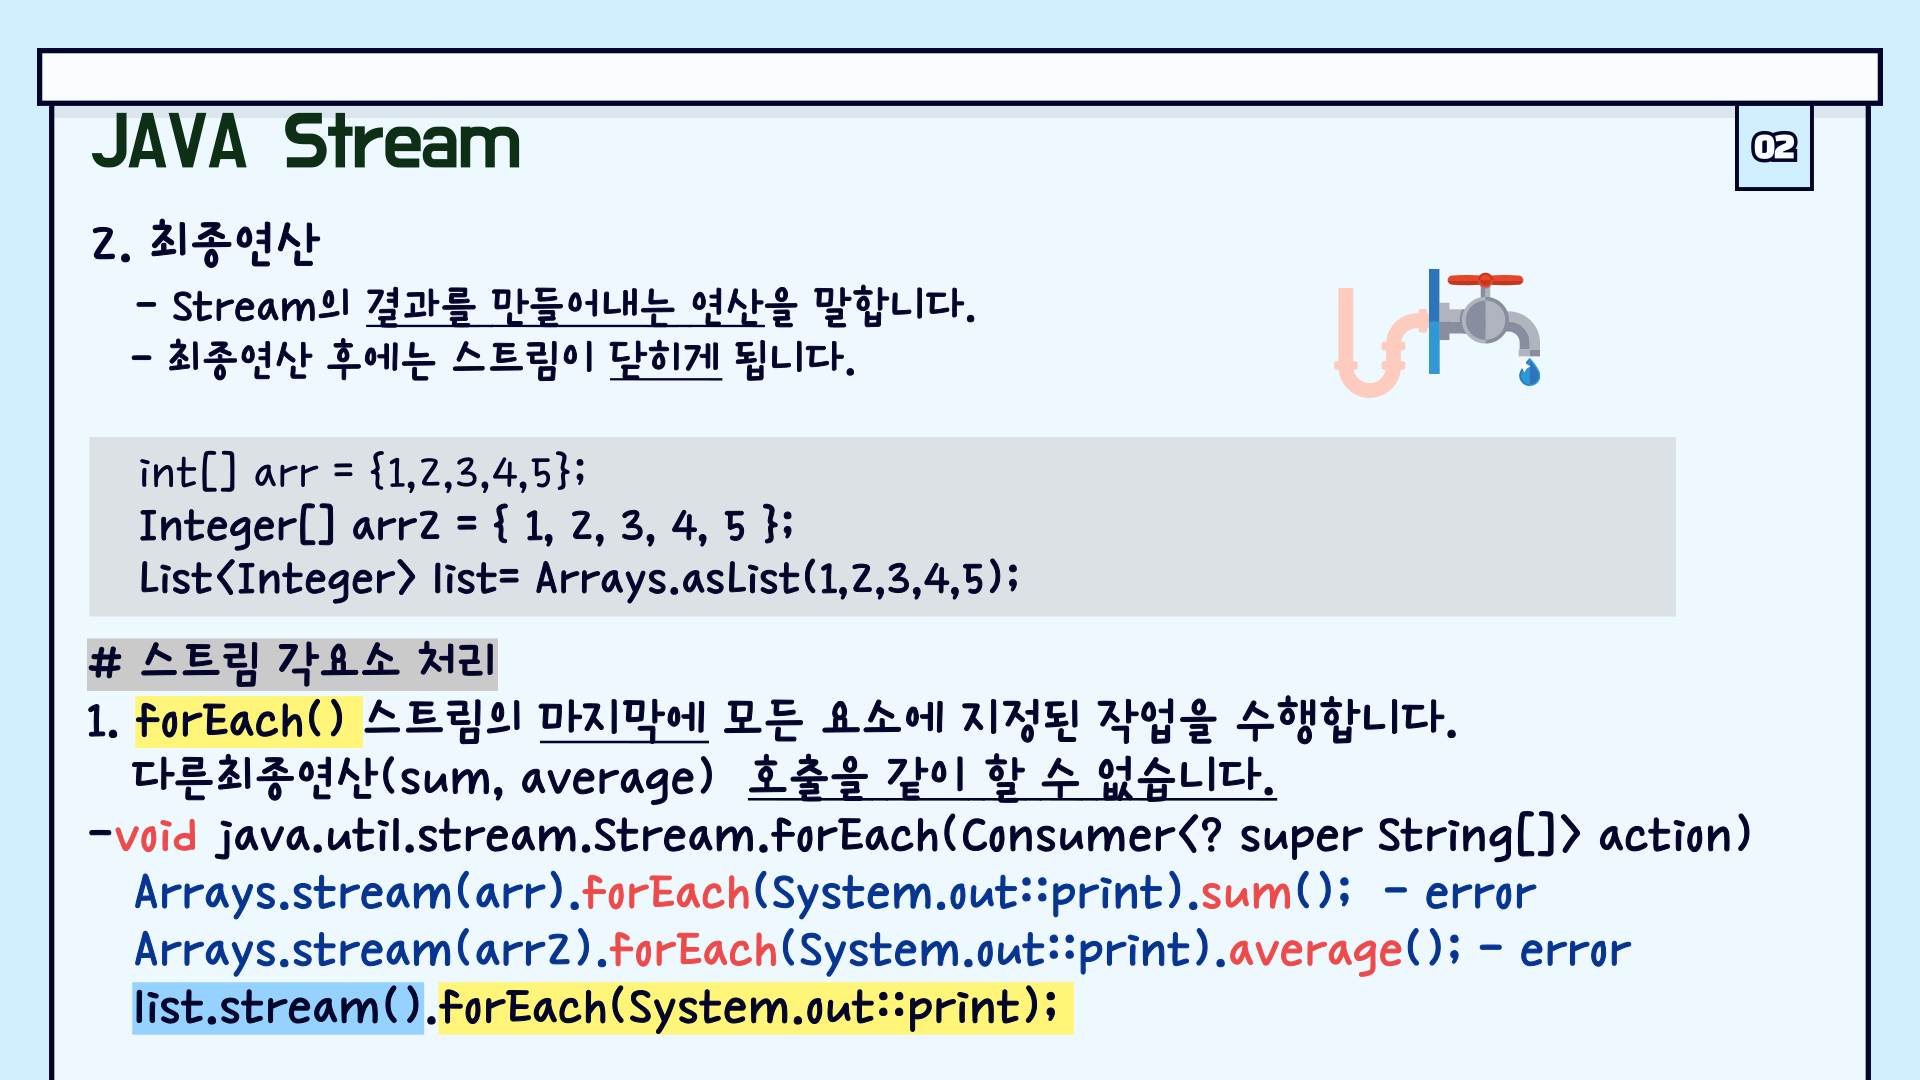 JAVA Stream
02
2. 최종연산
- Stream의 결과를 만들어내는 연산을 말합니다.
- 최종연산 후에는 스트림이 닫히게 됩니다.
int[] arr = {1,2,3,4,5};
Integer[] arr2 = { 1, 2, 3, 4, 5 };
List<Integer> list= Arrays.asList(1,2,3,4,5);
# 스트림 각요소 처리
1. forEach() 스트림의 마지막에 모든 요소에 지정된 작업을 수행합니다.
다른최종연산(sum, average) 호출을 같이 할 수 없습니다.
-void java.util.stream.Stream.forEach(Consumer<? super String[]> action)
Arrays.stream(arr).forEach(System.out::print).sum(); - error
Arrays.stream(arr2).forEach(System.out::print).average(); - error
list.stream().forEach(System.out::print);